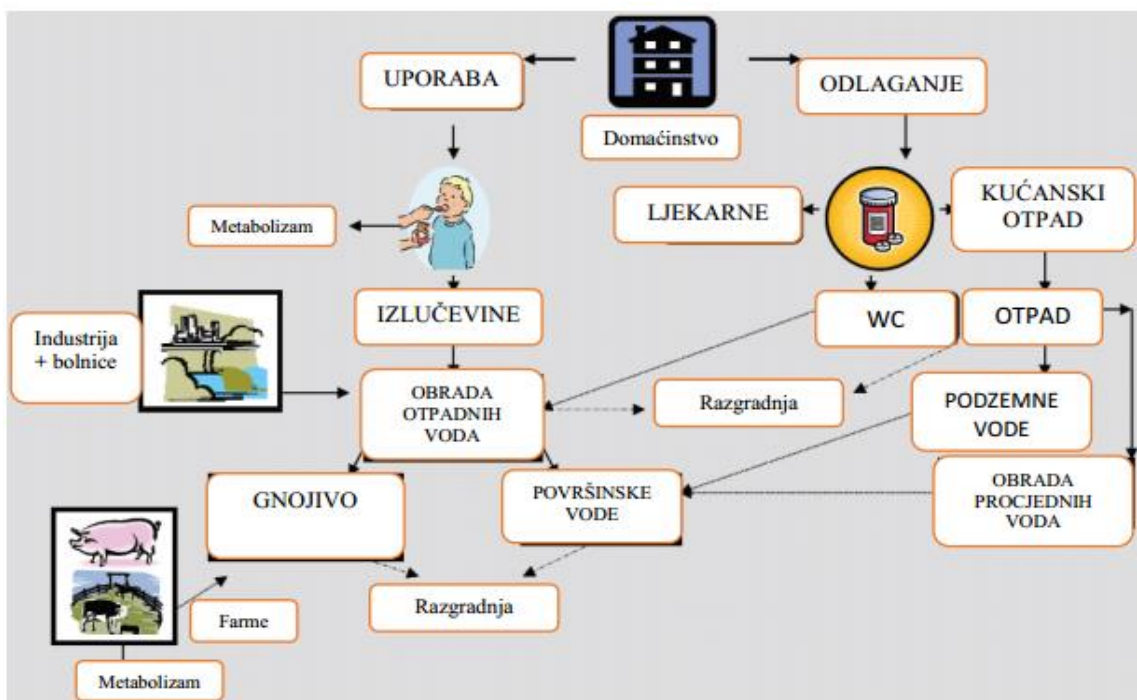 UPORABA
ODLAGANJE
Domaćinstvo
Metabolizam
LJEKARNE
KUĆANSKI
OTPAD
IZLUČEVINE
WC
OTPAD
Industrija
+ bolnice
OBRADA
OTPADNIH
VODA
Razgradnja
PODZEMNE
VODE
GNOJIVO
POVRŠINSKE
VODE
OBRADA
PROCJEDNIH
VODA
Farme
Razgradnja
Metabolizam